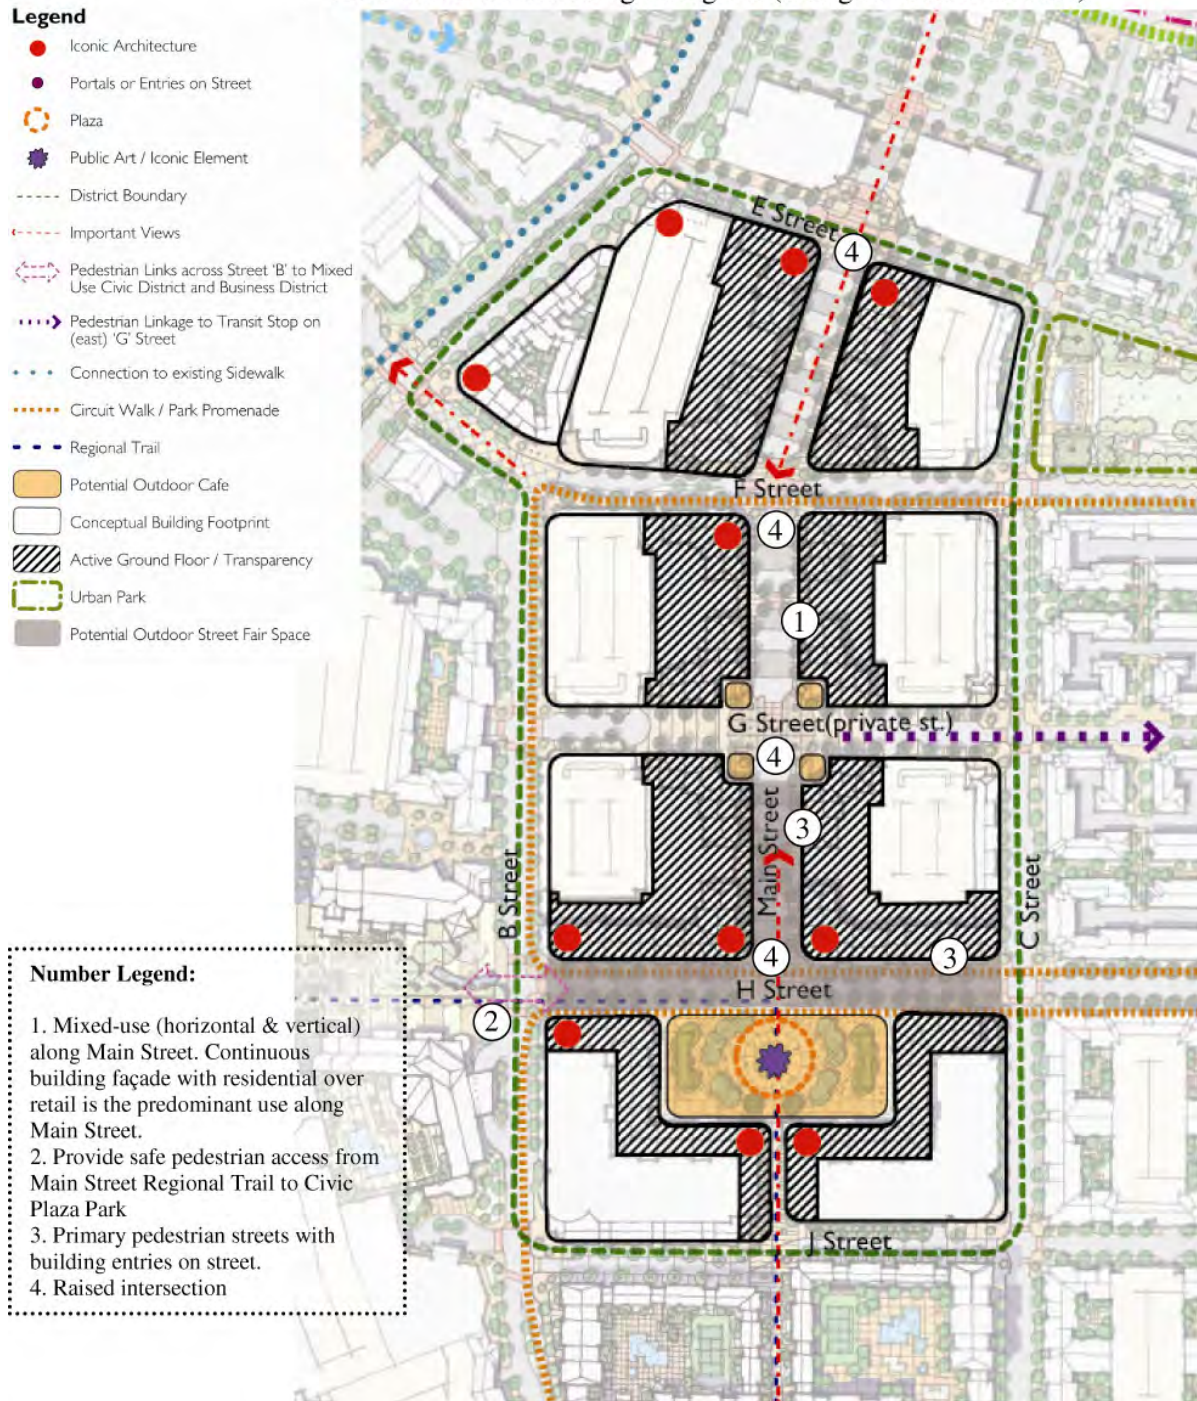 Legend
Iconic Architecture
Portals or Entries on Street
Plaza
Public Art / Iconic Element
District Boundary
Important Views
Pedestrian Links across Street 'B' to Mixed
Use Civic District and Business District
Pedestrian Linkage to Transit Stop on
(east) 'G' Street
Connection to existing Sidewalk
Circuit Walk / Park Promenade
Regional Trail
Potential Outdoor Cafe
Conceptual Building Footprint
Active Ground Floor / Transparency
Urban Park
Potential Outdoor Street Fair Space
E Street
4
F Street
4
1
G Street(private st.)
4
3
Main Street
B Street
C Street
4
3
H Street
2
J Street
Number Legend:
1. Mixed-use (horizontal & vertical)
along Main Street. Continuous
building façade with residential over
retail is the predominant use along
Main Street.
2. Provide safe pedestrian access from
Main Street Regional Trail to Civic
Plaza Park
3. Primary pedestrian streets with
building entries on street.
4. Raised intersection